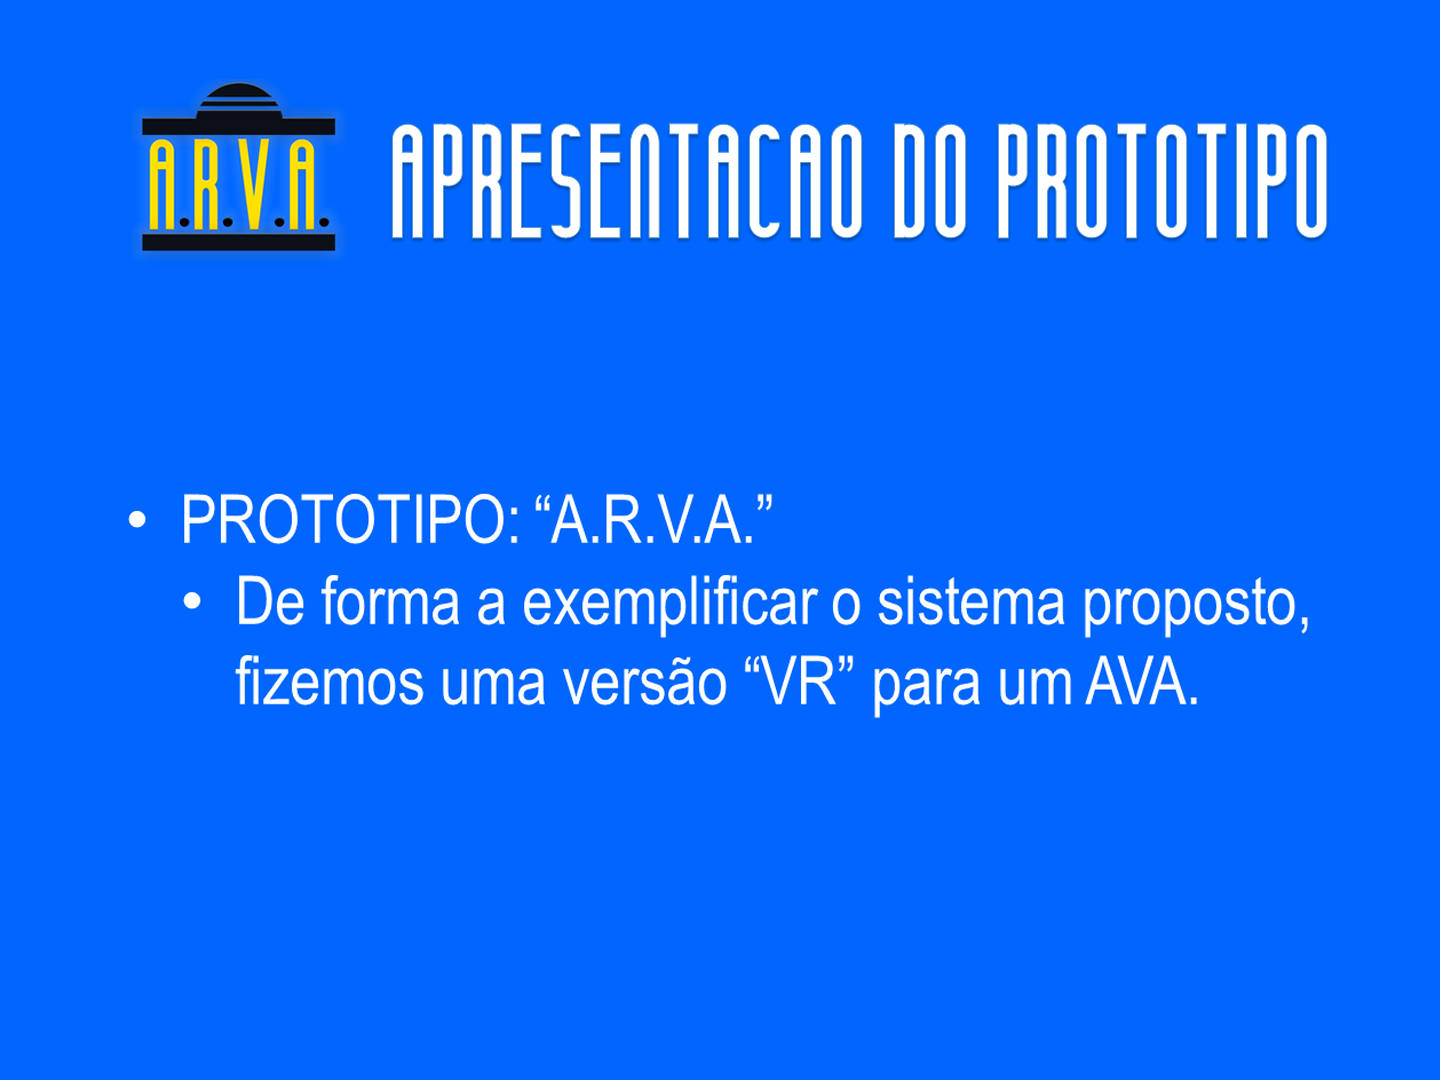 A.R.V.A.
APRESENTACAO DO PROTOTIPO
• PROTOTIPO: “A.R.V.A.”
• De forma a exemplificar o sistema proposto,
fizemos uma versão “VR” para um AVA.